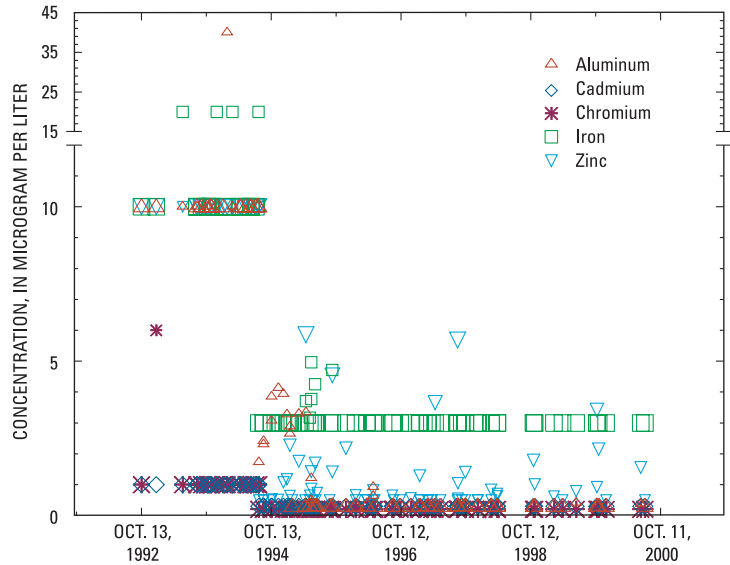 CONCENTRATION, IN MICROGRAM PER LITER
45
35
25
15
10
5
0
Aluminum
Cadmium
Chromium
Iron
Zinc
OCT. 13,
1992
OCT. 13,
1994
OCT. 12,
1996
OCT. 12,
1998
OCT. 11,
2000